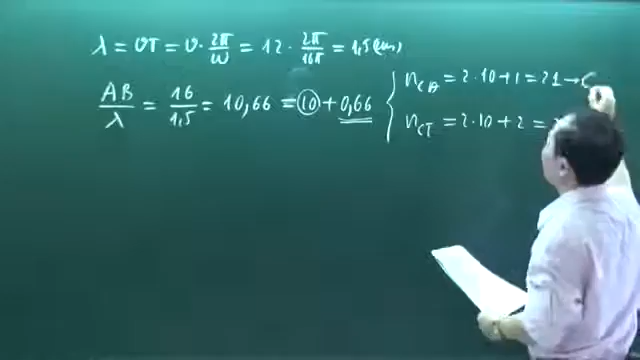 λ = vT = v · 2π/ω = 12 · 2π/16π = 1,5 (cm)
AB/λ = 16/1,5 = 10,66 = 10 + 0,66
n_CĐ = 2.10 + 1 = 21 → C
n_CT = 2.10 + 2 =